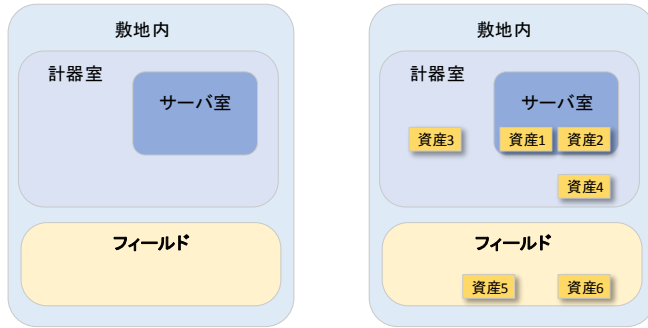 敷地内
計器室
サーバ室
フィールド
敷地内
計器室
サーバ室
資産3
資産1
資産2
資産4
フィールド
資産5
資産6